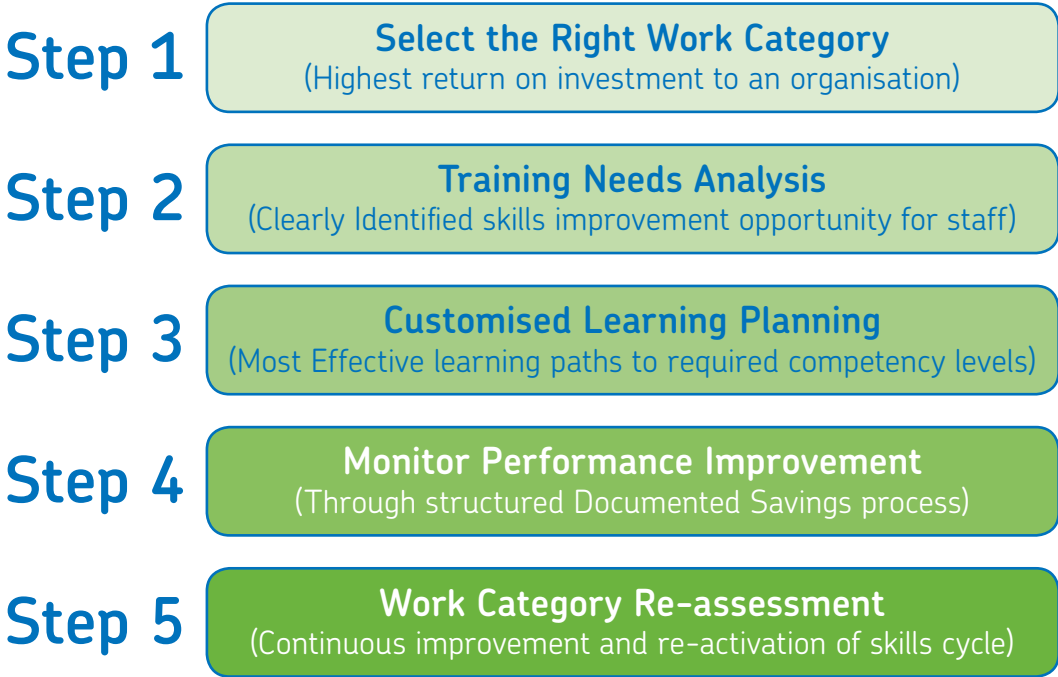 Step 1
Select the Right Work Category
(Highest return on investment to an organisation)
Step 2
Training Needs Analysis
(Clearly Identified skills improvement opportunity for staff)
Step 3
Customised Learning Planning
(Most Effective learning paths to required competency levels)
Step 4
Monitor Performance Improvement
(Through structured Documented Savings process)
Step 5
Work Category Re-assessment
(Continuous improvement and re-activation of skills cycle)